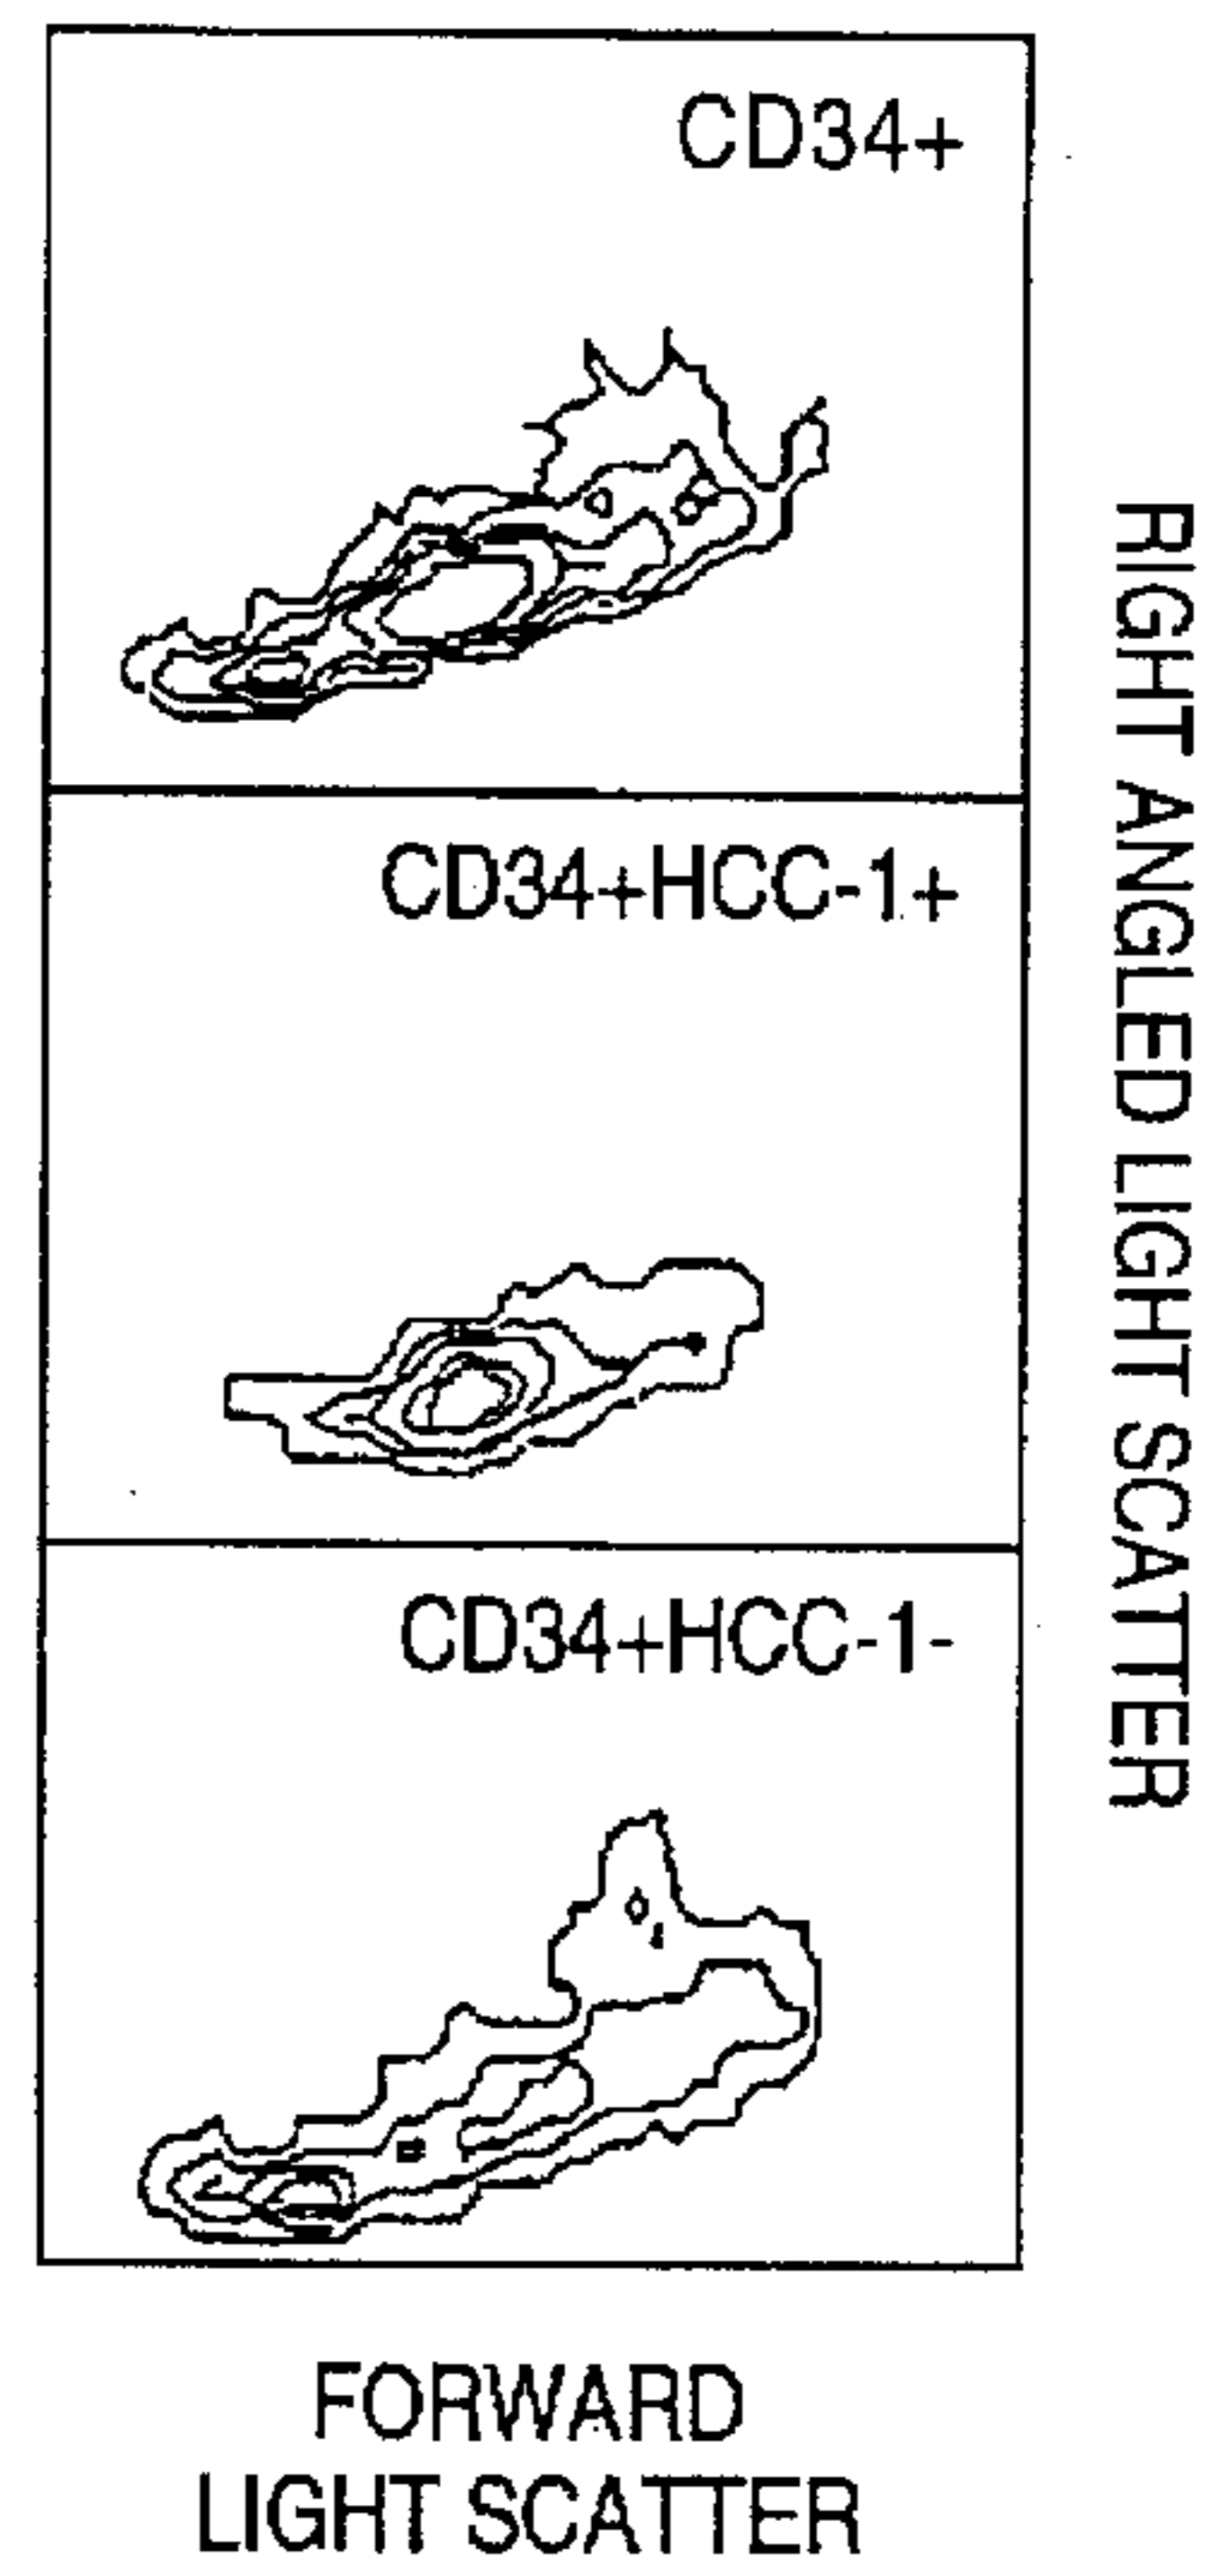 CD34+
CD34+HCC-1+
CD34+HCC-1-
RIGHT ANGLED LIGHT SCATTER
FORWARD
LIGHT SCATTER